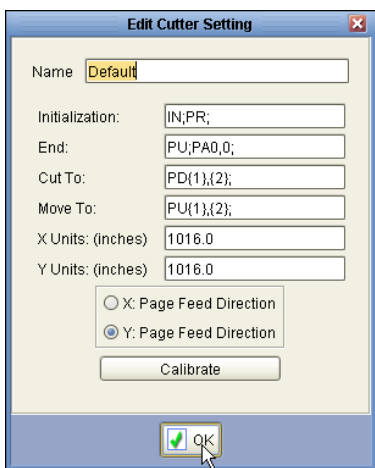 Edit Cutter Setting
Name Default
Initialization: IN;PR;
End: PU;PA0,0;
Cut To: PD{1},{2};
Move To: PU{1},{2};
X Units: (inches) 1016.0
Y Units: (inches) 1016.0
X: Page Feed Direction
Y: Page Feed Direction
Calibrate
OK